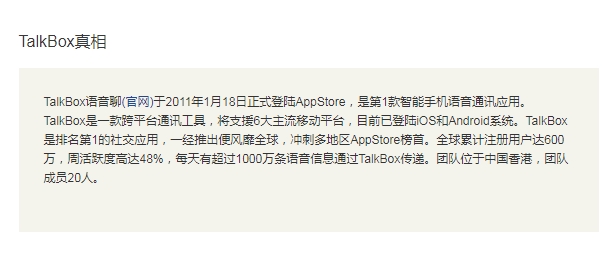 TalkBox真相
TalkBox语音聊(官网)于2011年1月18日正式登陆AppStore，是第1款智能手机语音通讯应用。
TalkBox是一款跨平台通讯工具，将支援6大主流移动平台，目前已登陆iOS和Android系统。TalkBox
是排名第1的社交应用，一经推出便风靡全球，冲刺多地区AppStore榜首。全球累计注册用户达600
万，周活跃度高达48%，每天有超过1000万条语音信息通过TalkBox传递。团队位于中国香港，团队
成员20人。